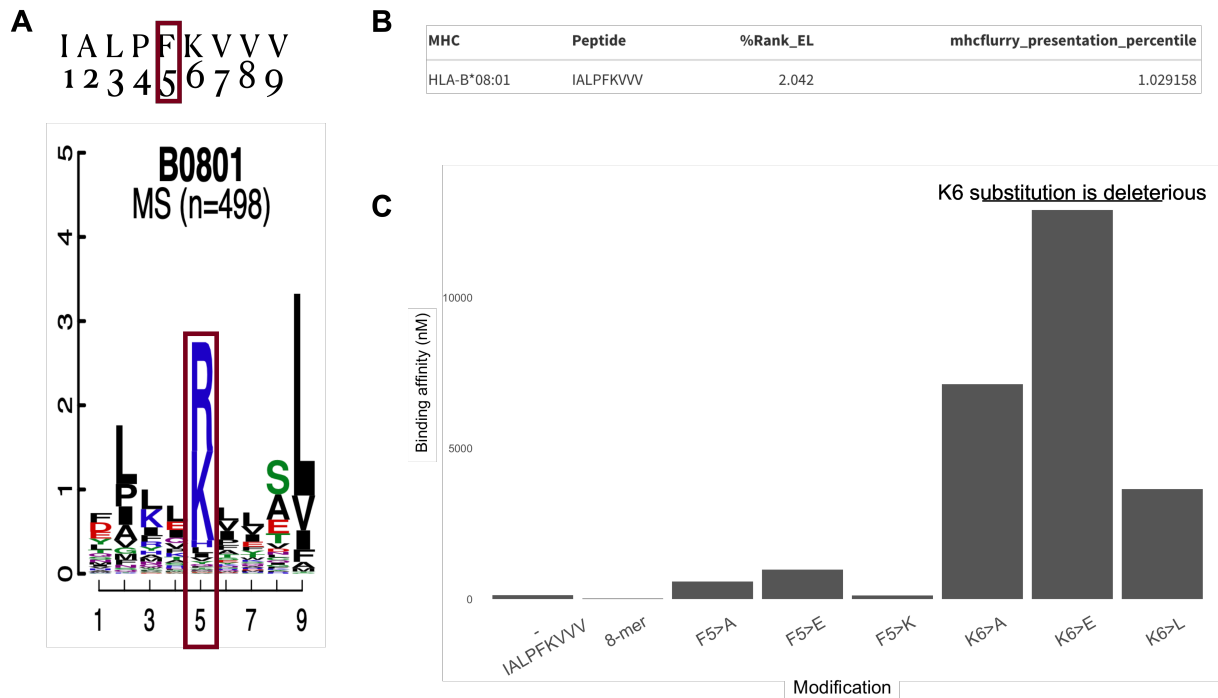 A
I A L P F K V V V
1 2 3 4 5 6 7 8 9
B0801
MS (n=498)
5
4
3
2
1
0
1 3 5 7 9
B
MHC Peptide %Rank_EL mhcflurry_presentation_percentile
HLA-B*08:01 IALPFKVVV 2.042 1.029158
C
K6 substitution is deleterious
10000
5000
0
Binding affinity (nM)
- IALPFKVVV 8-mer F5>A F5>E F5>K K6>A K6>E K6>L
Modification